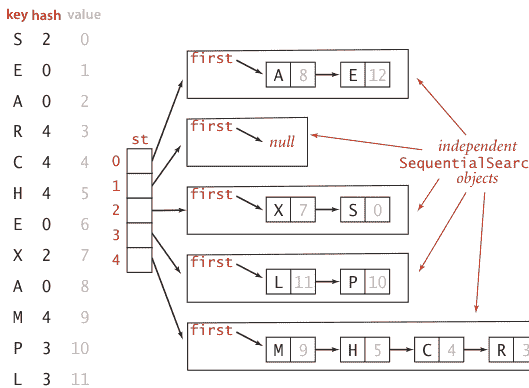 key hash value
S 2 0
E 0 1
A 0 2
R 4 3
C 4 4
H 4 5
E 0 6
X 2 7
A 0 8
M 4 9
P 3 10
L 3 11
st
0
1
2
3
4
first
A 8 E 12
first
null
first
X 7 S 0
first
L 11 P 10
first
M 9 H 5 C 4 R 3
independent
SequentialSearc
objects